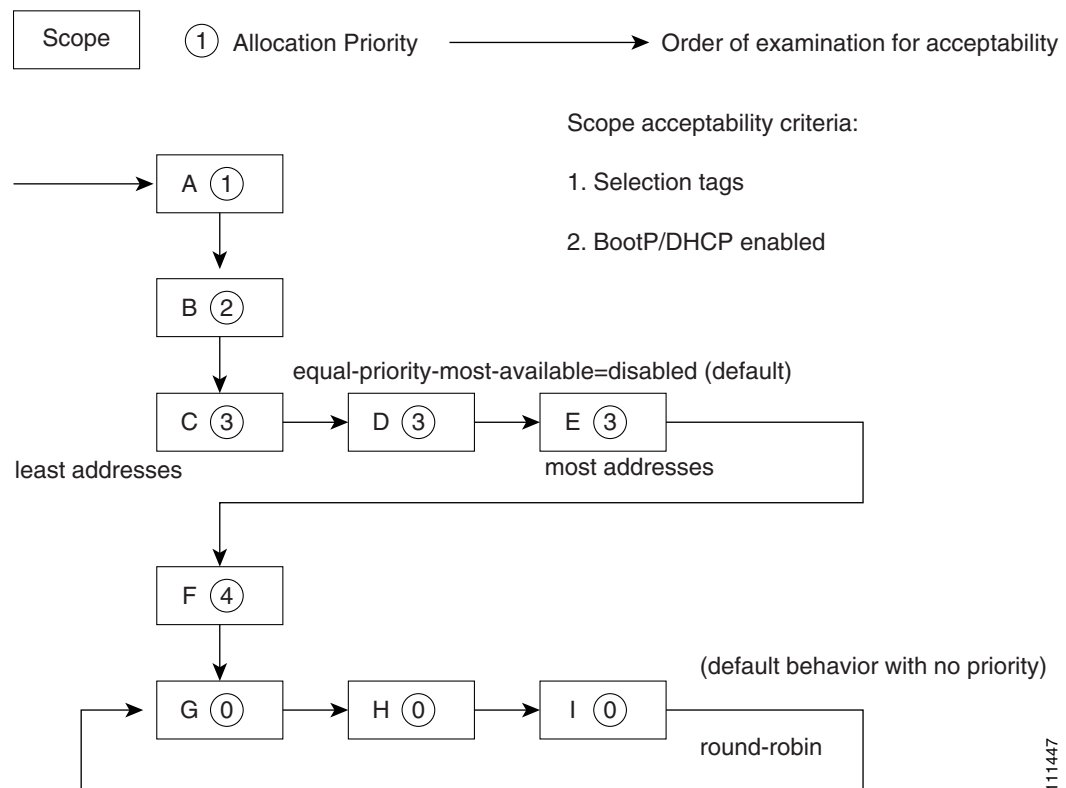 Scope
1 Allocation Priority
Order of examination for acceptability
Scope acceptability criteria:
1. Selection tags
2. BootP/DHCP enabled
A 1
B 2
equal-priority-most-available=disabled (default)
C 3
D 3
E 3
least addresses
most addresses
F 4
(default behavior with no priority)
G 0
H 0
I 0
round-robin
111447